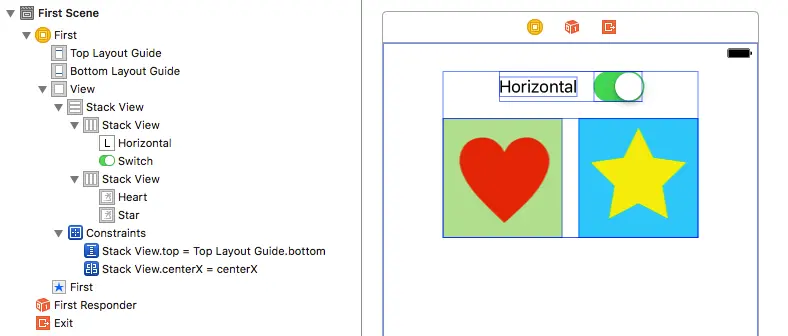 First Scene
First
Top Layout Guide
Bottom Layout Guide
View
Stack View
Stack View
L Horizontal
Switch
Stack View
Heart
Star
Constraints
Stack View.top = Top Layout Guide.bottom
Stack View.centerX = centerX
First
First Responder
Exit
Horizontal